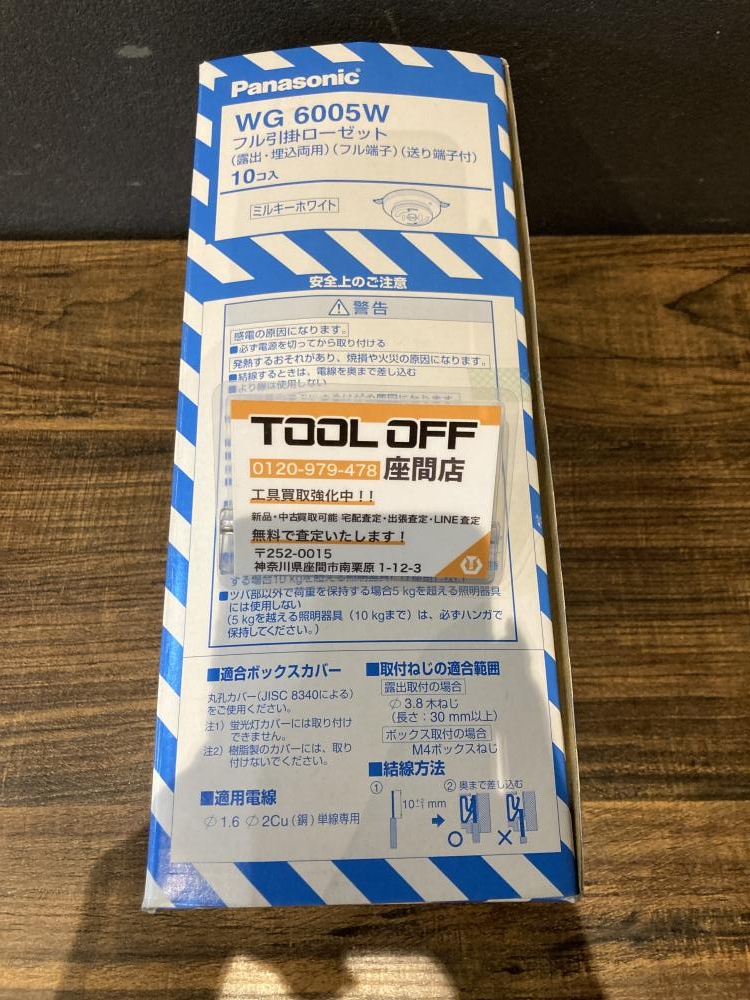 Panasonic
WG 6005W
フル引掛ローゼット
(露出・埋込両用)(フル端子)(送り端子付)
10コ入
ミルキーホワイト
安全上のご注意
警告
感電の原因になります。
■必ず電源を切ってから取り付ける
発熱するおそれがあり、焼損や火災の原因になります。
■結線するときは、電線を奥まで差し込む
■より線は使用しない
TOOL OFF
0120-979-478 座間店
工具買取強化中!!
新品・中古買取可能 宅配査定・出張査定・LINE査定
無料で査定いたします!
〒252-0015
神奈川県座間市南栗原 1-12-3
■ツバ部以外で荷重を保持する場合5 kgを越える照明器具
には使用しない
(5 kgを越える照明器具(10 kgまで)は、必ずハンガで
保持してください。)
■適合ボックスカバー
丸孔カバー(JISC 8340による)
をご使用ください。
注1) 蛍光灯カバーには取り付け
できません。
注2) 樹脂製のカバーには、取り
付けないでください。
■適用電線
φ1.6 φ2Cu(銅)単線専用
■取付ねじの適合範囲
露出取付の場合
φ3.8 木ねじ
(長さ:30 mm以上)
ボックス取付の場合
M4ボックスねじ
■結線方法
① ②奥まで差し込む